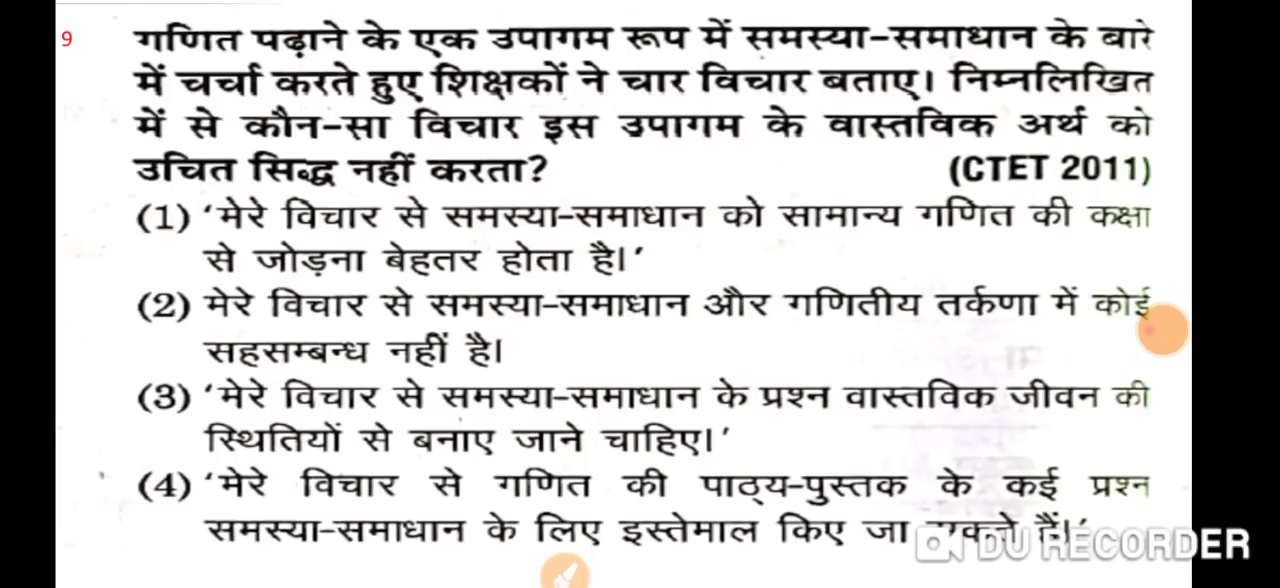 9
गणित पढ़ाने के एक उपागम रूप में समस्या-समाधान के बारे
में चर्चा करते हुए शिक्षकों ने चार विचार बताए। निम्नलिखित
में से कौन-सा विचार इस उपागम के वास्तविक अर्थ को
उचित सिद्ध नहीं करता? (CTET 2011)
(1) ‘मेरे विचार से समस्या-समाधान को सामान्य गणित की कक्षा
से जोड़ना बेहतर होता है।’
(2) मेरे विचार से समस्या-समाधान और गणितीय तर्कणा में कोई
सहसम्बन्ध नहीं है।
(3) ‘मेरे विचार से समस्या-समाधान के प्रश्न वास्तविक जीवन की
स्थितियों से बनाए जाने चाहिए।’
(4) ‘मेरे विचार से गणित की पाठ्य-पुस्तक के कई प्रश्न
समस्या-समाधान के लिए इस्तेमाल किए जा हैं।’
DU RECORDER